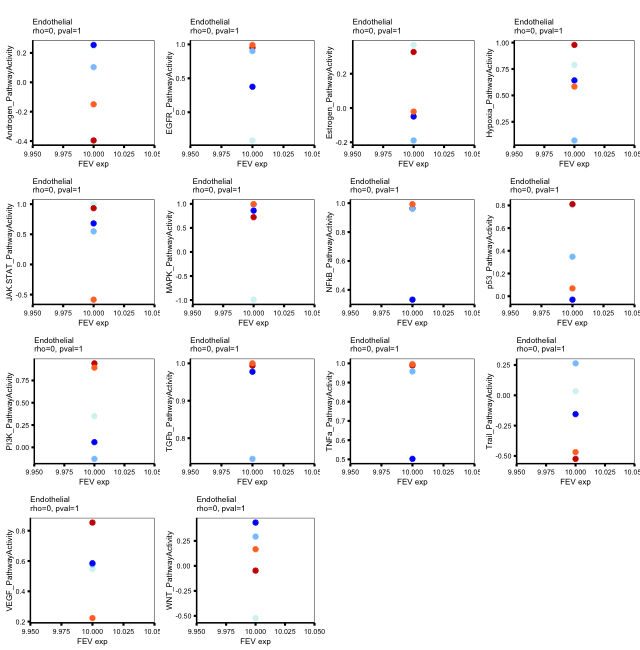 Endothelial
rho=0, pval=1
Androgen_PathwayActivity
0.2
0.0
-0.2
-0.4
9.950 9.975 10.000 10.025 10.05
FEV exp
Endothelial
rho=0, pval=1
EGFR_PathwayActivity
1.0
0.5
0.0
9.950 9.975 10.000 10.025 10.05
FEV exp
Endothelial
rho=0, pval=1
Estrogen_PathwayActivity
0.2
0.0
-0.2
9.950 9.975 10.000 10.025 10.05
FEV exp
Endothelial
rho=0, pval=1
Hypoxia_PathwayActivity
1.00
0.75
0.50
0.25
9.950 9.975 10.000 10.025 10.05
FEV exp
Endothelial
rho=0, pval=1
JAK.STAT_PathwayActivity
1.0
0.5
0.0
-0.5
9.950 9.975 10.000 10.025 10.05
FEV exp
Endothelial
rho=0, pval=1
MAPK_PathwayActivity
1.0
0.5
0.0
-0.5
-1.0
9.950 9.975 10.000 10.025 10.05
FEV exp
Endothelial
rho=0, pval=1
NFkB_PathwayActivity
1.0
0.8
0.6
0.4
9.950 9.975 10.000 10.025 10.05
FEV exp
Endothelial
rho=0, pval=1
p53_PathwayActivity
0.8
0.6
0.4
0.2
0.0
9.950 9.975 10.000 10.025 10.05
FEV exp
Endothelial
rho=0, pval=1
PI3K_PathwayActivity
0.75
0.50
0.25
0.00
9.950 9.975 10.000 10.025 10.05
FEV exp
Endothelial
rho=0, pval=1
TGFb_PathwayActivity
1.0
0.9
0.8
9.950 9.975 10.000 10.025 10.05
FEV exp
Endothelial
rho=0, pval=1
TNFa_PathwayActivity
1.0
0.9
0.8
0.7
0.6
0.5
9.950 9.975 10.000 10.025 10.05
FEV exp
Endothelial
rho=0, pval=1
Trail_PathwayActivity
0.25
0.00
-0.25
-0.50
9.950 9.975 10.000 10.025 10.05
FEV exp
Endothelial
rho=0, pval=1
VEGF_PathwayActivity
0.8
0.6
0.4
0.2
9.950 9.975 10.000 10.025 10.05
FEV exp
Endothelial
rho=0, pval=1
WNT_PathwayActivity
0.25
0.00
-0.25
-0.50
9.950 9.975 10.000 10.025 10.050
FEV exp